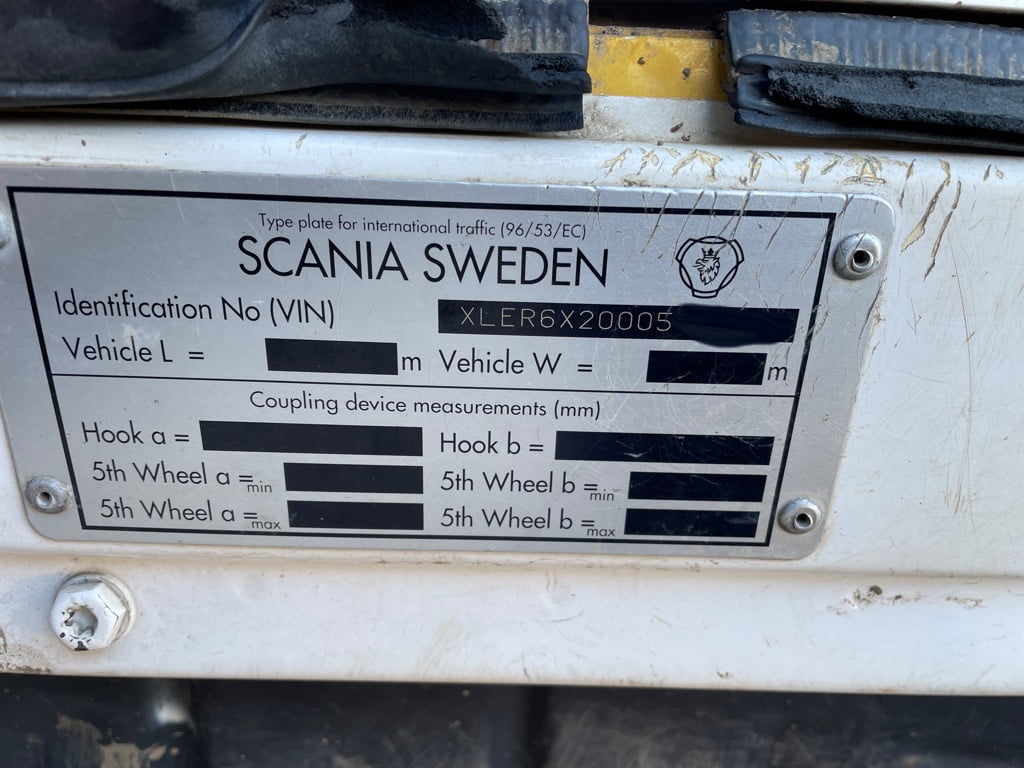 Type plate for international traffic (96/53/EC)
SCANIA SWEDEN
Identification No (VIN) XLER6X20005
Vehicle L = m Vehicle W = m
Coupling device measurements (mm)
Hook a = Hook b =
5th Wheel a =min 5th Wheel b =min
5th Wheel a =max 5th Wheel b =max